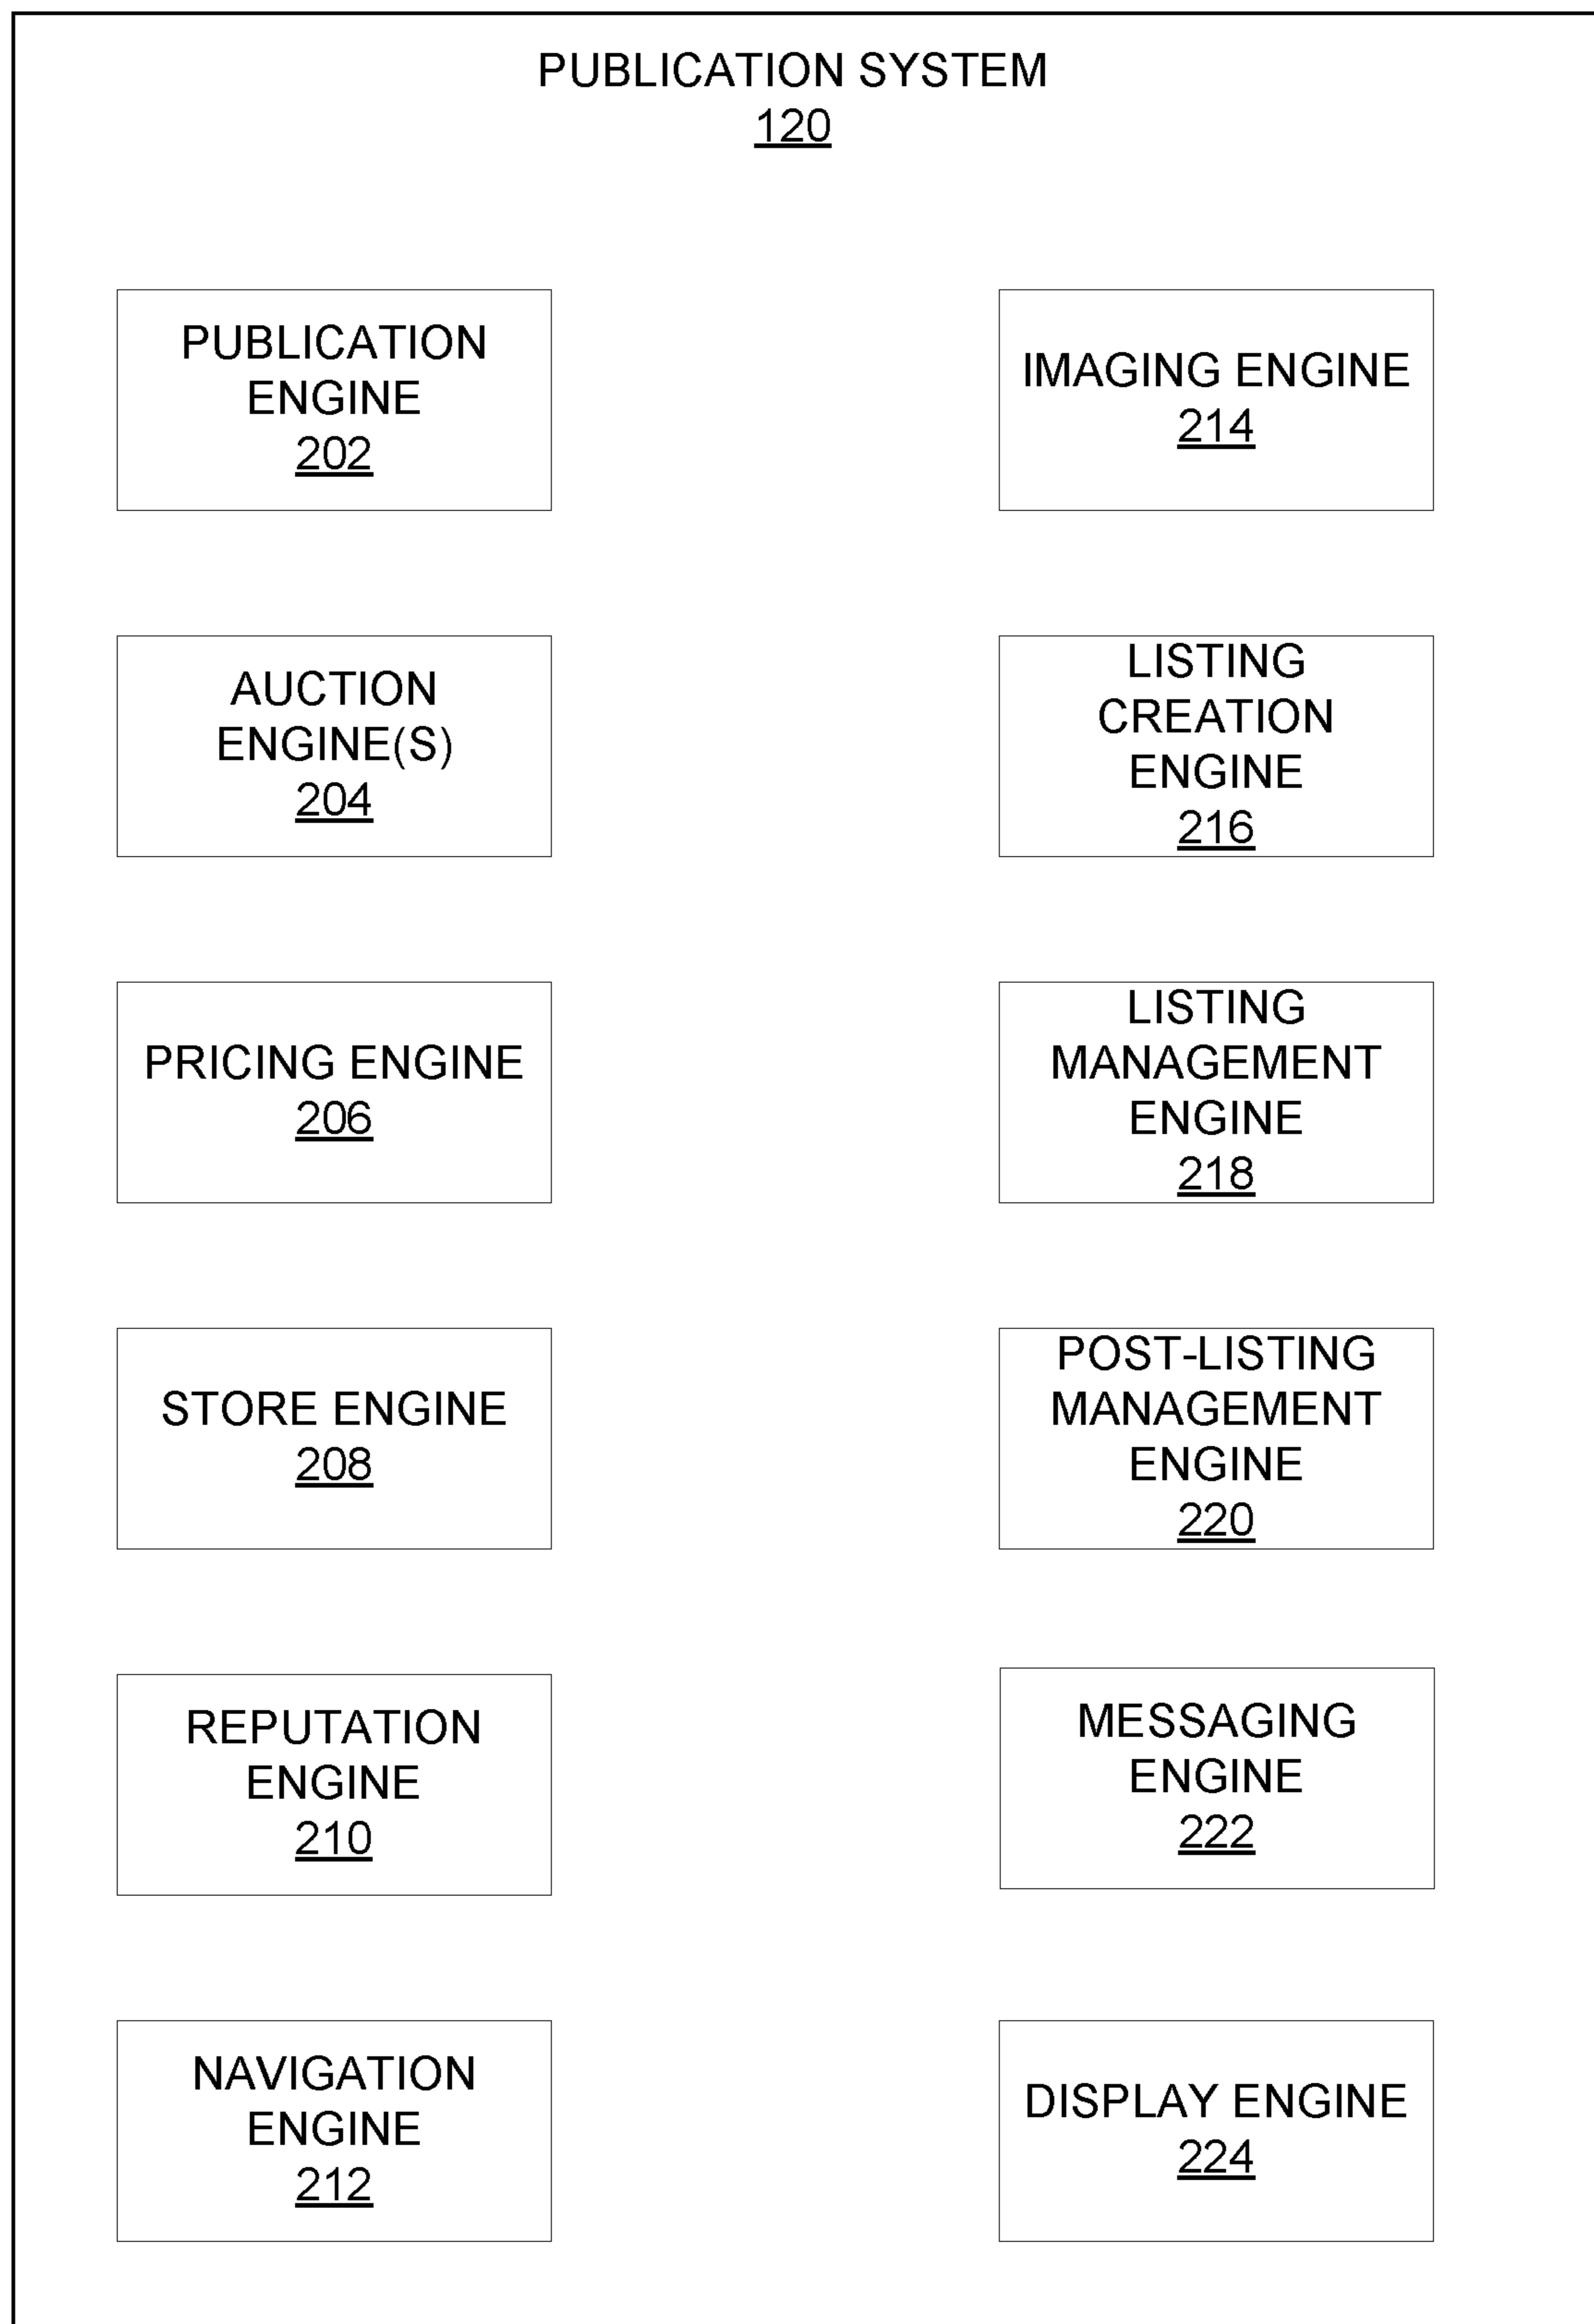 PUBLICATION SYSTEM
120
PUBLICATION
ENGINE
202
AUCTION
ENGINE(S)
204
PRICING ENGINE
206
STORE ENGINE
208
REPUTATION
ENGINE
210
NAVIGATION
ENGINE
212
IMAGING ENGINE
214
LISTING
CREATION
ENGINE
216
LISTING
MANAGEMENT
ENGINE
218
POST-LISTING
MANAGEMENT
ENGINE
220
MESSAGING
ENGINE
222
DISPLAY ENGINE
224